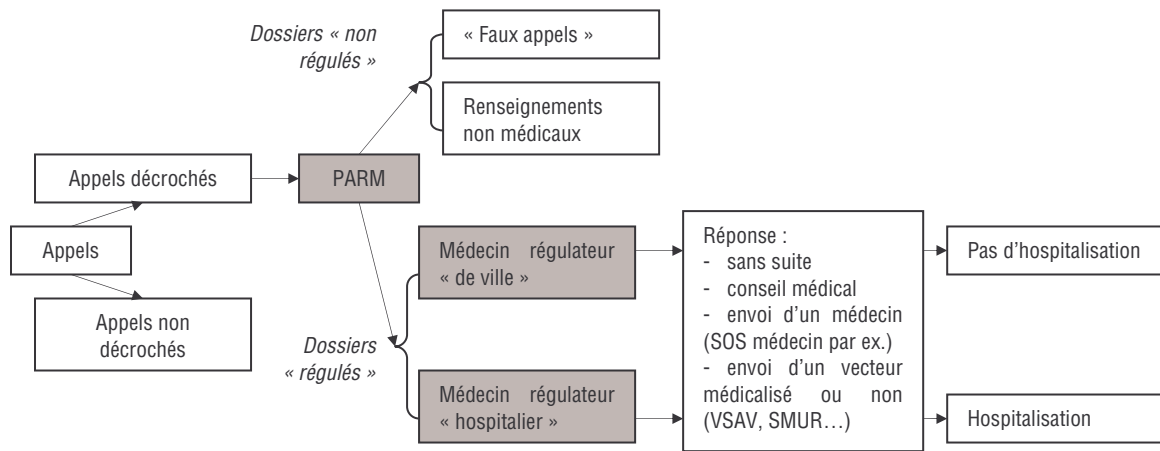 Dossiers « non
régulés »
« Faux appels »
Renseignements
non médicaux
Appels décrochés
PARM
Appels
Appels non
décrochés
Dossiers
« régulés »
Médecin régulateur
« de ville »
Médecin régulateur
« hospitalier »
Réponse :
- sans suite
- conseil médical
- envoi d'un médecin
(SOS médecin par ex.)
- envoi d'un vecteur
médicalisé ou non
(VSAV, SMUR…)
Pas d'hospitalisation
Hospitalisation